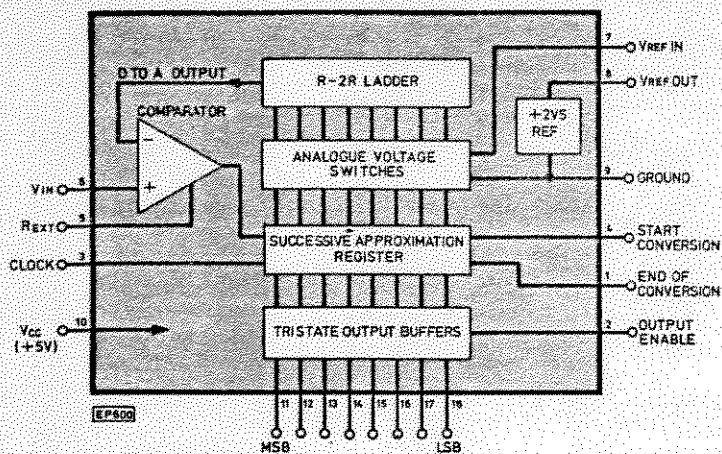 7
VREF IN
D TO A OUTPUT
R-2R LADDER
8
VREF OUT
COMPARATOR
+2V5
REF
−
ANALOGUE VOLTAGE
SWITCHES
9
GROUND
VIN
6
+
REXT
5
4
START
CONVERSION
SUCCESSIVE APPROXIMATION
REGISTER
CLOCK
3
1
END OF
CONVERSION
VCC
(+5V)
10
TRISTATE OUTPUT BUFFERS
2
OUTPUT
ENABLE
EP600
11 12 13 14 15 16 17 18
MSB LSB